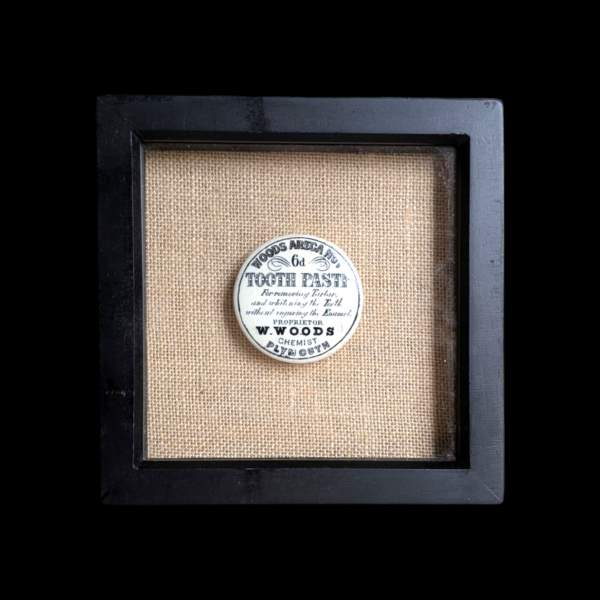 WOODS ARECA NUT
6d
TOOTH PASTE
For removing Tartar,
and whitening the Teeth
without injuring the Enamel.
PROPRIETOR
W. WOODS
CHEMIST
PLYMOUTH